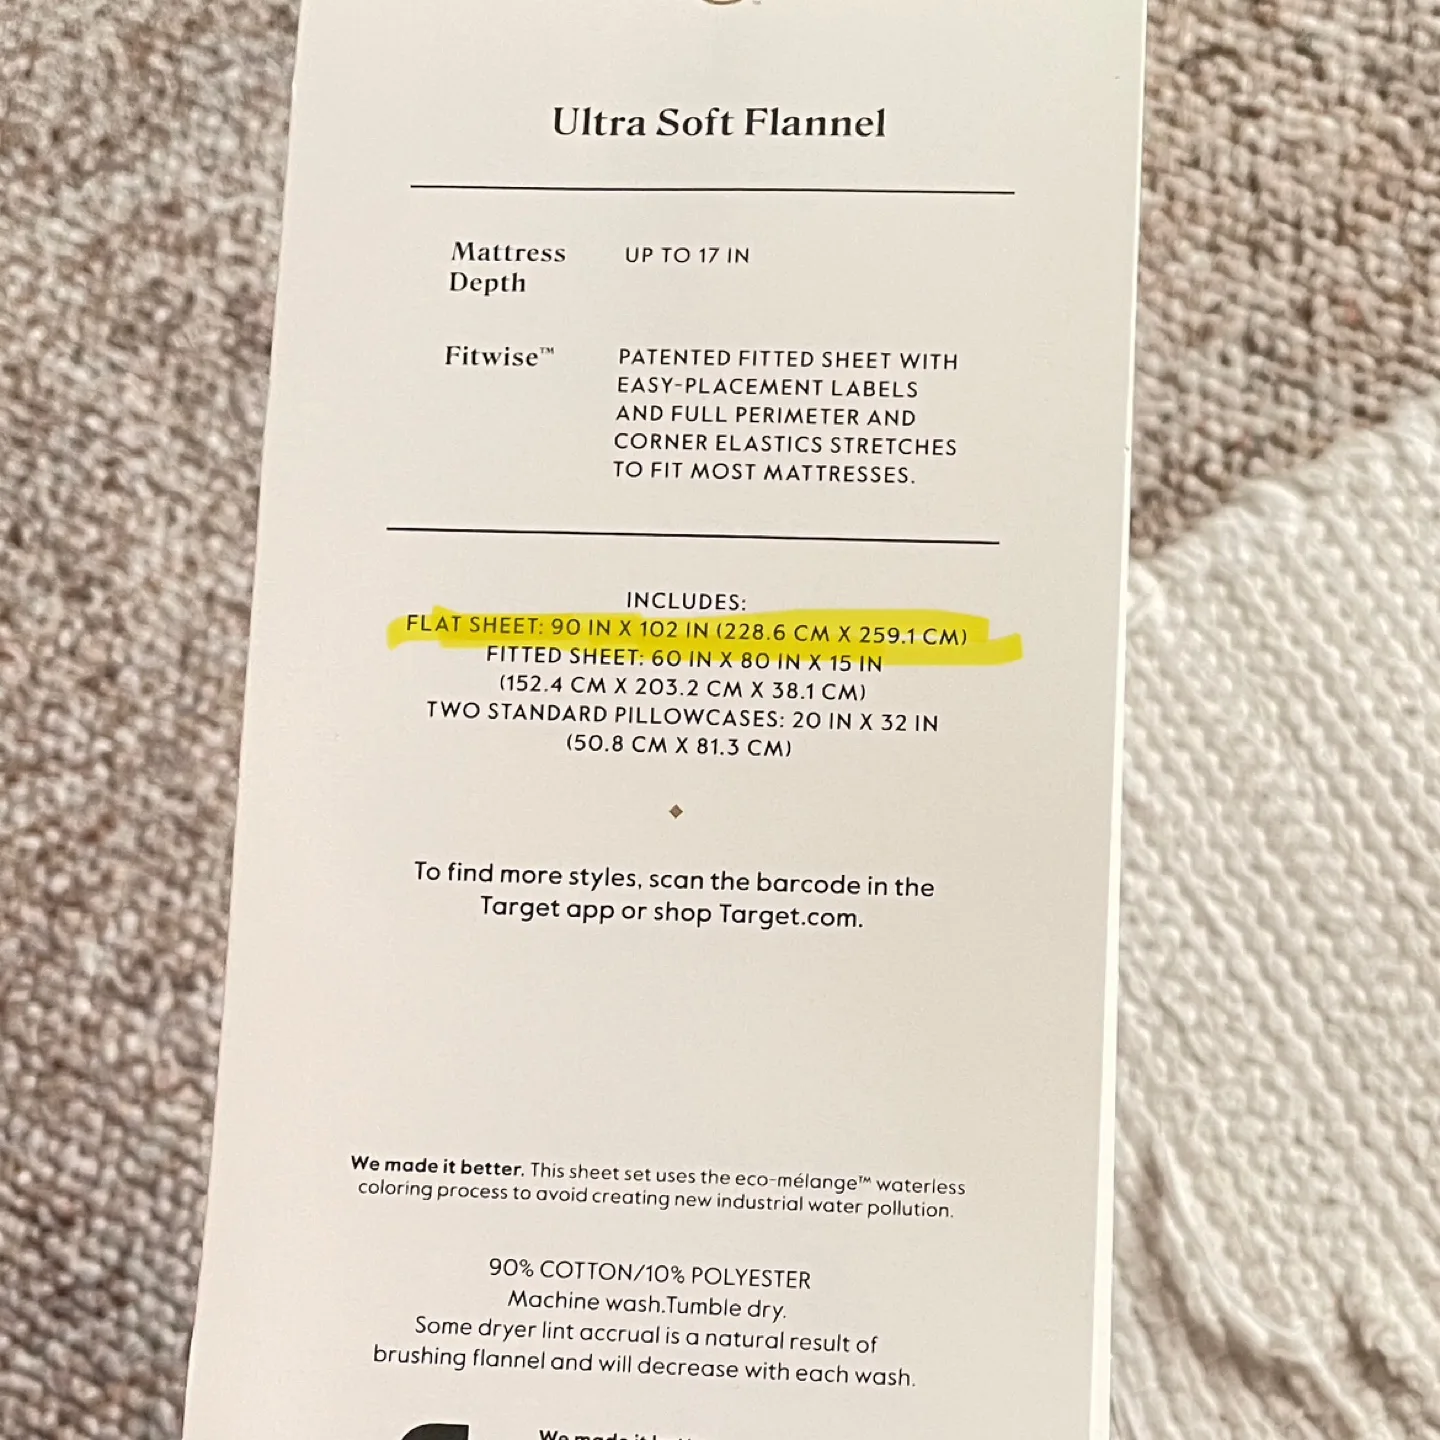 Ultra Soft Flannel
Mattress Depth UP TO 17 IN
Fitwise™ PATENTED FITTED SHEET WITH
EASY-PLACEMENT LABELS
AND FULL PERIMETER AND
CORNER ELASTICS STRETCHES
TO FIT MOST MATTRESSES.
INCLUDES:
FLAT SHEET: 90 IN X 102 IN (228.6 CM X 259.1 CM)
FITTED SHEET: 60 IN X 80 IN X 15 IN
(152.4 CM X 203.2 CM X 38.1 CM)
TWO STANDARD PILLOWCASES: 20 IN X 32 IN
(50.8 CM X 81.3 CM)
To find more styles, scan the barcode in the
Target app or shop Target.com.
We made it better. This sheet set uses the eco-mélange™ waterless
coloring process to avoid creating new industrial water pollution.
90% COTTON/10% POLYESTER
Machine wash.Tumble dry.
Some dryer lint accrual is a natural result of
brushing flannel and will decrease with each wash.
We made it